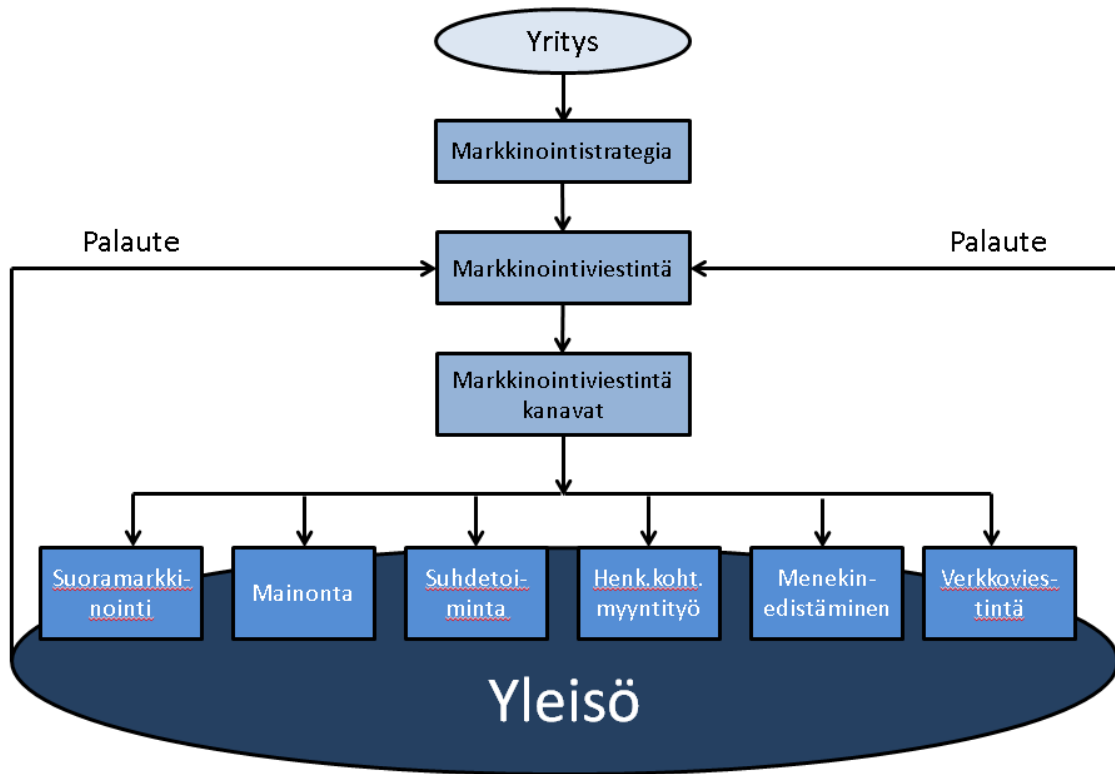 Yritys
Markkinointistrategia
Palaute
Palaute
Markkinointiviestintä
Markkinointiviestintä
kanavat
Suoramarkki-
nointi
Mainonta
Suhdetoi-
minta
Henk.koht.
myyntityö
Menekin-
edistäminen
Verkkovies-
tintä
Yleisö